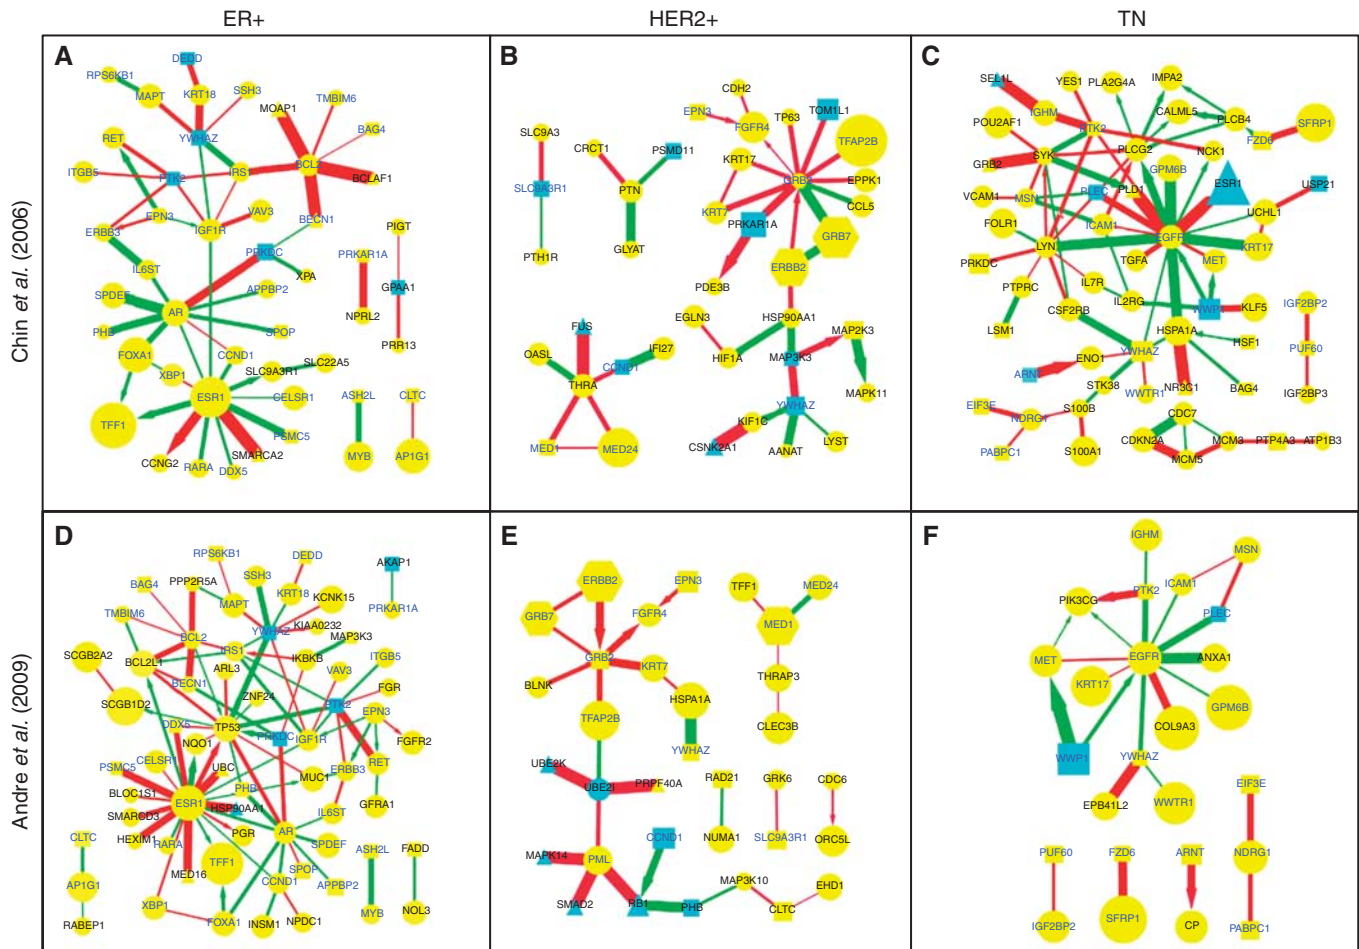 ER+
HER2+
TN
Chin et al. (2006)
A
DEDD
RPS6KB1
MAPT
KRT18
SSH3
MOAP1
TMBIM6
RET
YWHAZ
BAG4
BCL2
ITGB5
PTK2
IRS1
BCLAF1
EPN3
VAV3
BECN1
ERBB3
IGF1R
PIGT
PRKDC
PRKAR1A
IL6ST
XPA
GPAA1
SPDEF
APPBP2
AR
NPRL2
PHB
SPOP
PRR13
FOXA1
CCND1
SLC22A5
XBP1
SLC9A3R1
ESR1
CELSR1
ASH2L
CLTC
TFF1
PSMC5
CCNG2
SMARCA2
RARA
DDX5
MYB
AP1G1
B
CDH2
EPN3
FGFR4
TP63
TOM1L1
SLC9A3
CRCT1
PSMD11
TFAP2B
KRT17
SLC9A3R1
PTN
GRB2
EPPK1
KRT7
PRKAR1A
CCL5
PTH1R
GLYAT
GRB7
ERBB2
PDE3B
EGLN3
HSP90AA1
FUS
MAP2K3
OASL
IFI27
HIF1A
MAP3K3
CCND1
THRA
MAPK11
YWHAZ
KIF1C
MED1
MED24
CSNK2A1
AANAT
LYST
C
SEL1L
YES1
PLA2G4A
IMPA2
IGHM
CALML5
POU2AF1
PTK2
PLCB4
SFRP1
FZD6
SYK
PLCG2
NCK1
GRB2
GPM6B
ESR1
USP21
VCAM1
MSN
PLEC
PLD1
FOLR1
ICAM1
UCHL1
EGFR
LYN
KRT17
PRKDC
TGFA
MET
PTPRC
IL7R
IL2RG
CSF2RB
WWP1
KLF5
IGF2BP2
LSM1
HSPA1A
HSF1
YWHAZ
PUF60
ENO1
ARNT
STK38
WWTR1
NR3C1
BAG4
IGF2BP3
EIF3E
NDRG1
S100B
CDC7
PABPC1
S100A1
CDKN2A
MCM3
PTP4A3
ATP1B3
MCM5
Andre et al. (2009)
D
RPS6KB1
DEDD
AKAP1
BAG4
PPP2R5A
SSH3
KRT18
KCNK15
MAPT
PRKAR1A
TMBIM6
YWHAZ
KIAA0232
BCL2
MAP3K3
SCGB2A2
BCL2L1
IRS1
IKBKB
ITGB5
ARL3
VAV3
BECN1
FGR
SCGB1D2
ZNF24
PTK2
EPN3
DDX5
TP53
PRKDC
IGF1R
FGFR2
NQO1
CELSR1
UBC
RET
PSMC5
MUC1
ERBB3
BLOC1S1
PHB
ESR1
HSP90AA1
GFRA1
SMARCD3
IL6ST
HEXIM1
PGR
AR
CLTC
RARA
SPDEF
TFF1
ASH2L
FADD
MED16
SPOP
AP1G1
CCND1
APPBP2
XBP1
RABEP1
FOXA1
INSM1
NPDC1
MYB
NOL3
E
ERBB2
EPN3
TFF1
MED24
GRB7
FGFR4
MED1
GRB2
KRT7
BLNK
THRAP3
HSPA1A
TFAP2B
CLEC3B
YWHAZ
UBE2K
UBE2I
PRPF40A
RAD21
GRK6
CDC6
CCND1
NUMA1
SLC9A3R1
ORC5L
MAPK14
PML
MAP3K10
EHD1
SMAD2
RB1
PHB
CLTC
F
IGHM
MSN
PIK3CG
PTK2
ICAM1
PLEC
MET
EGFR
ANXA1
KRT17
GPM6B
COL9A3
WWP1
YWHAZ
EPB41L2
WWTR1
EIF3E
PUF60
FZD6
ARNT
NDRG1
IGF2BP2
SFRP1
CP
PABPC1